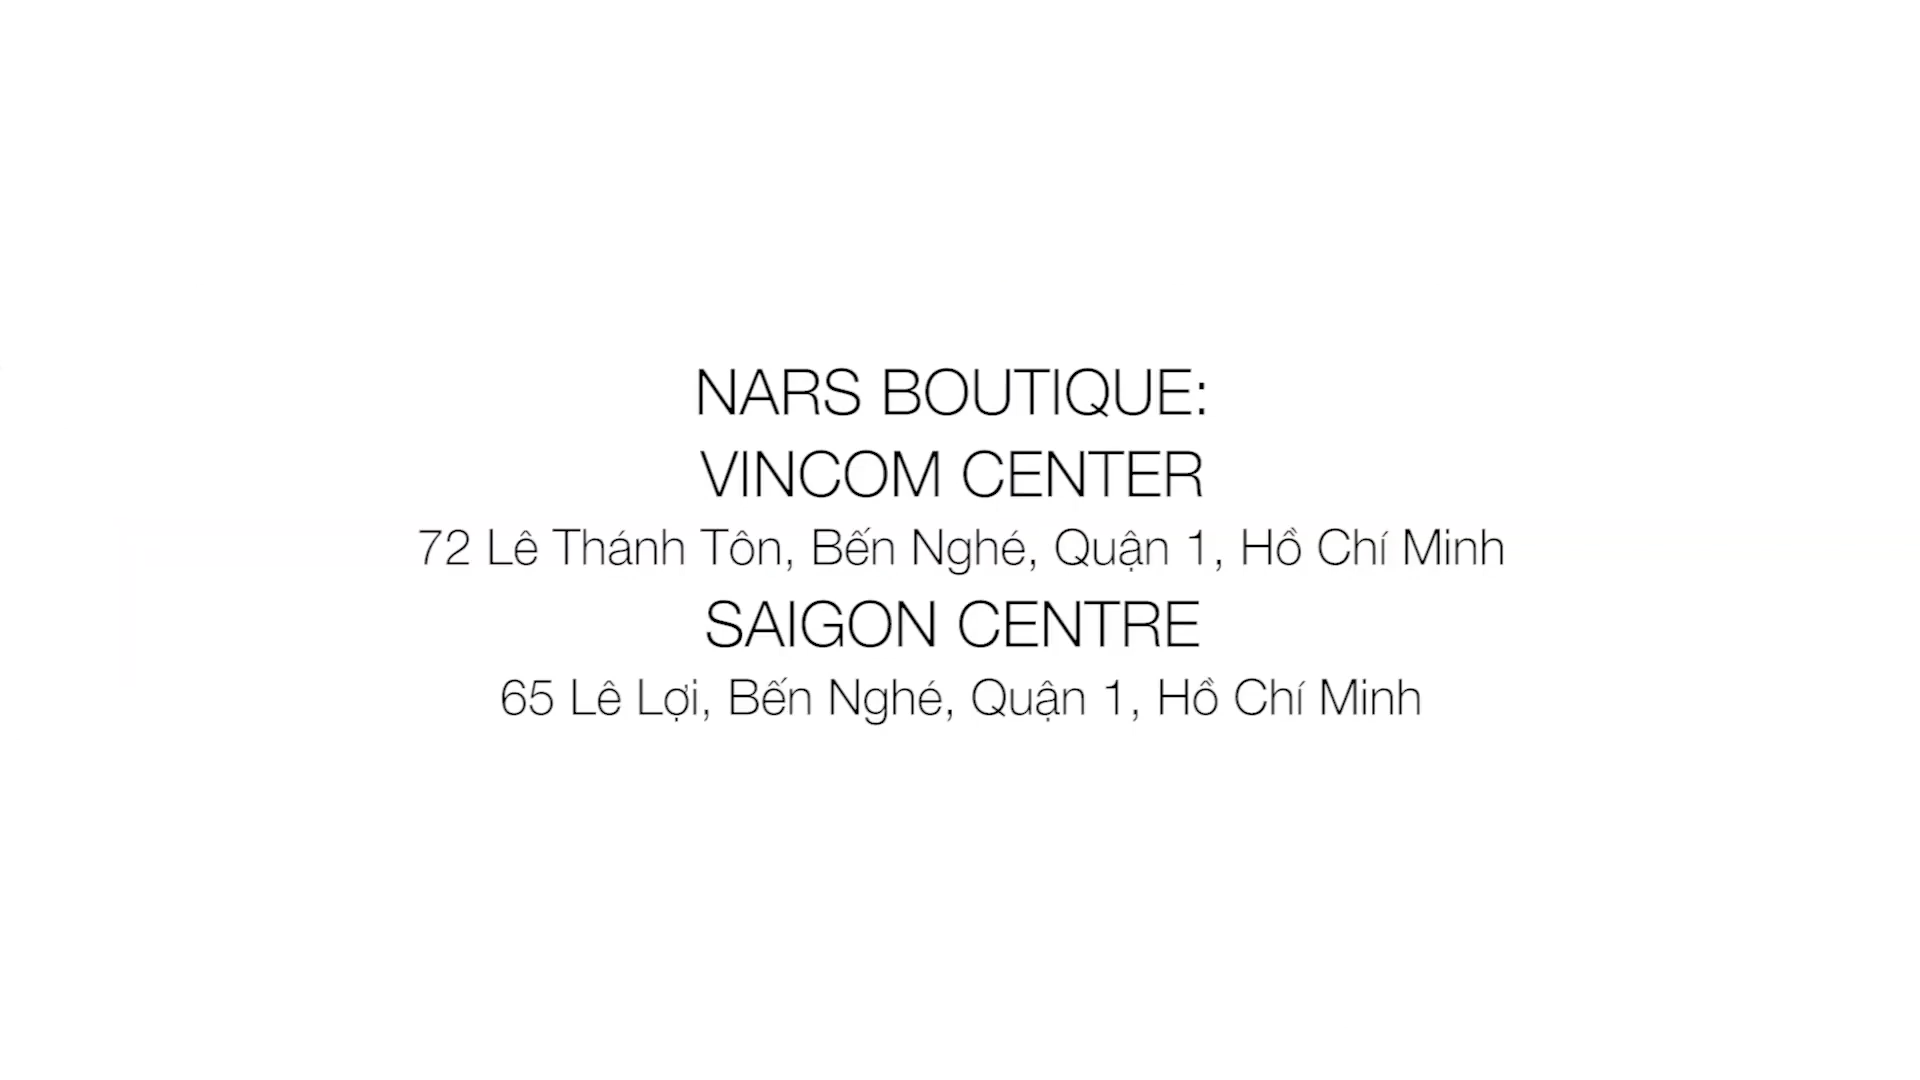 NARS BOUTIQUE:
VINCOM CENTER
72 Lê Thánh Tôn, Bến Nghé, Quận 1, Hồ Chí Minh
SAIGON CENTRE
65 Lê Lợi, Bến Nghé, Quận 1, Hồ Chí Minh